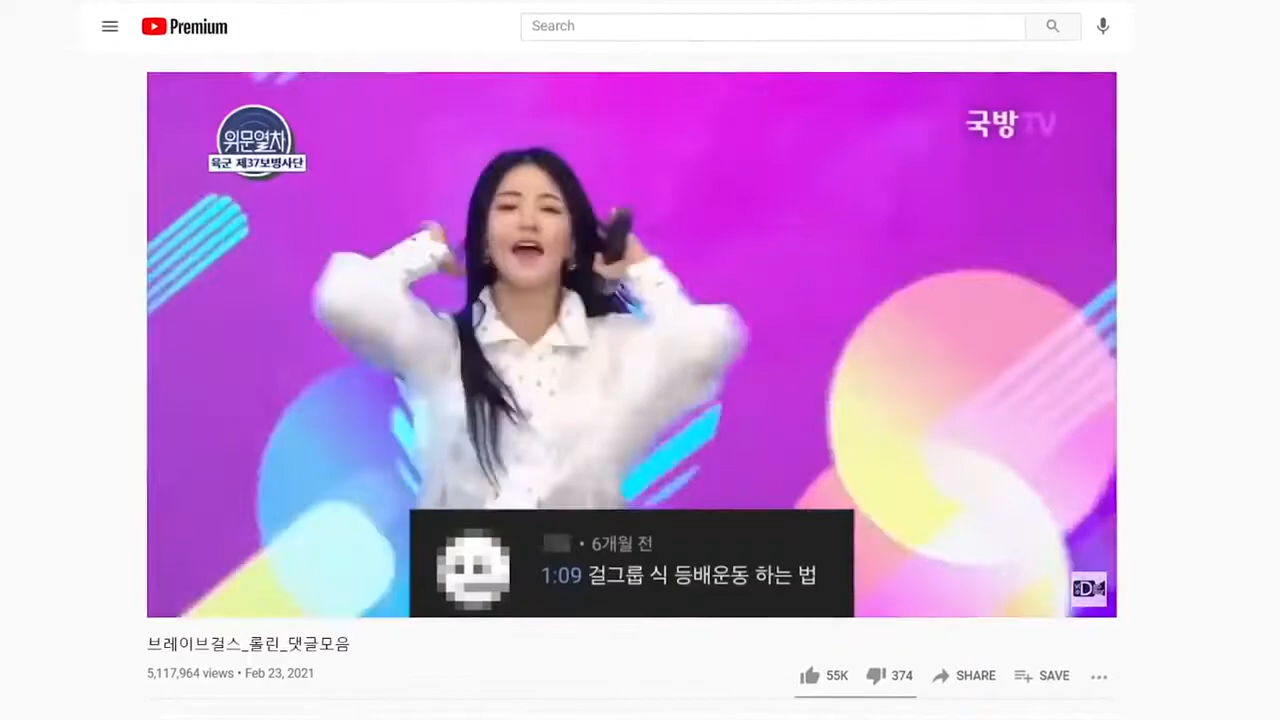 Premium
Search
위문열차
육군 제37보병사단
국방TV
• 6개월 전
1:09 걸그룹 식 등배운동 하는 법
브레이브걸스_롤린_댓글모음
5,117,964 views • Feb 23, 2021
55K 374 SHARE SAVE